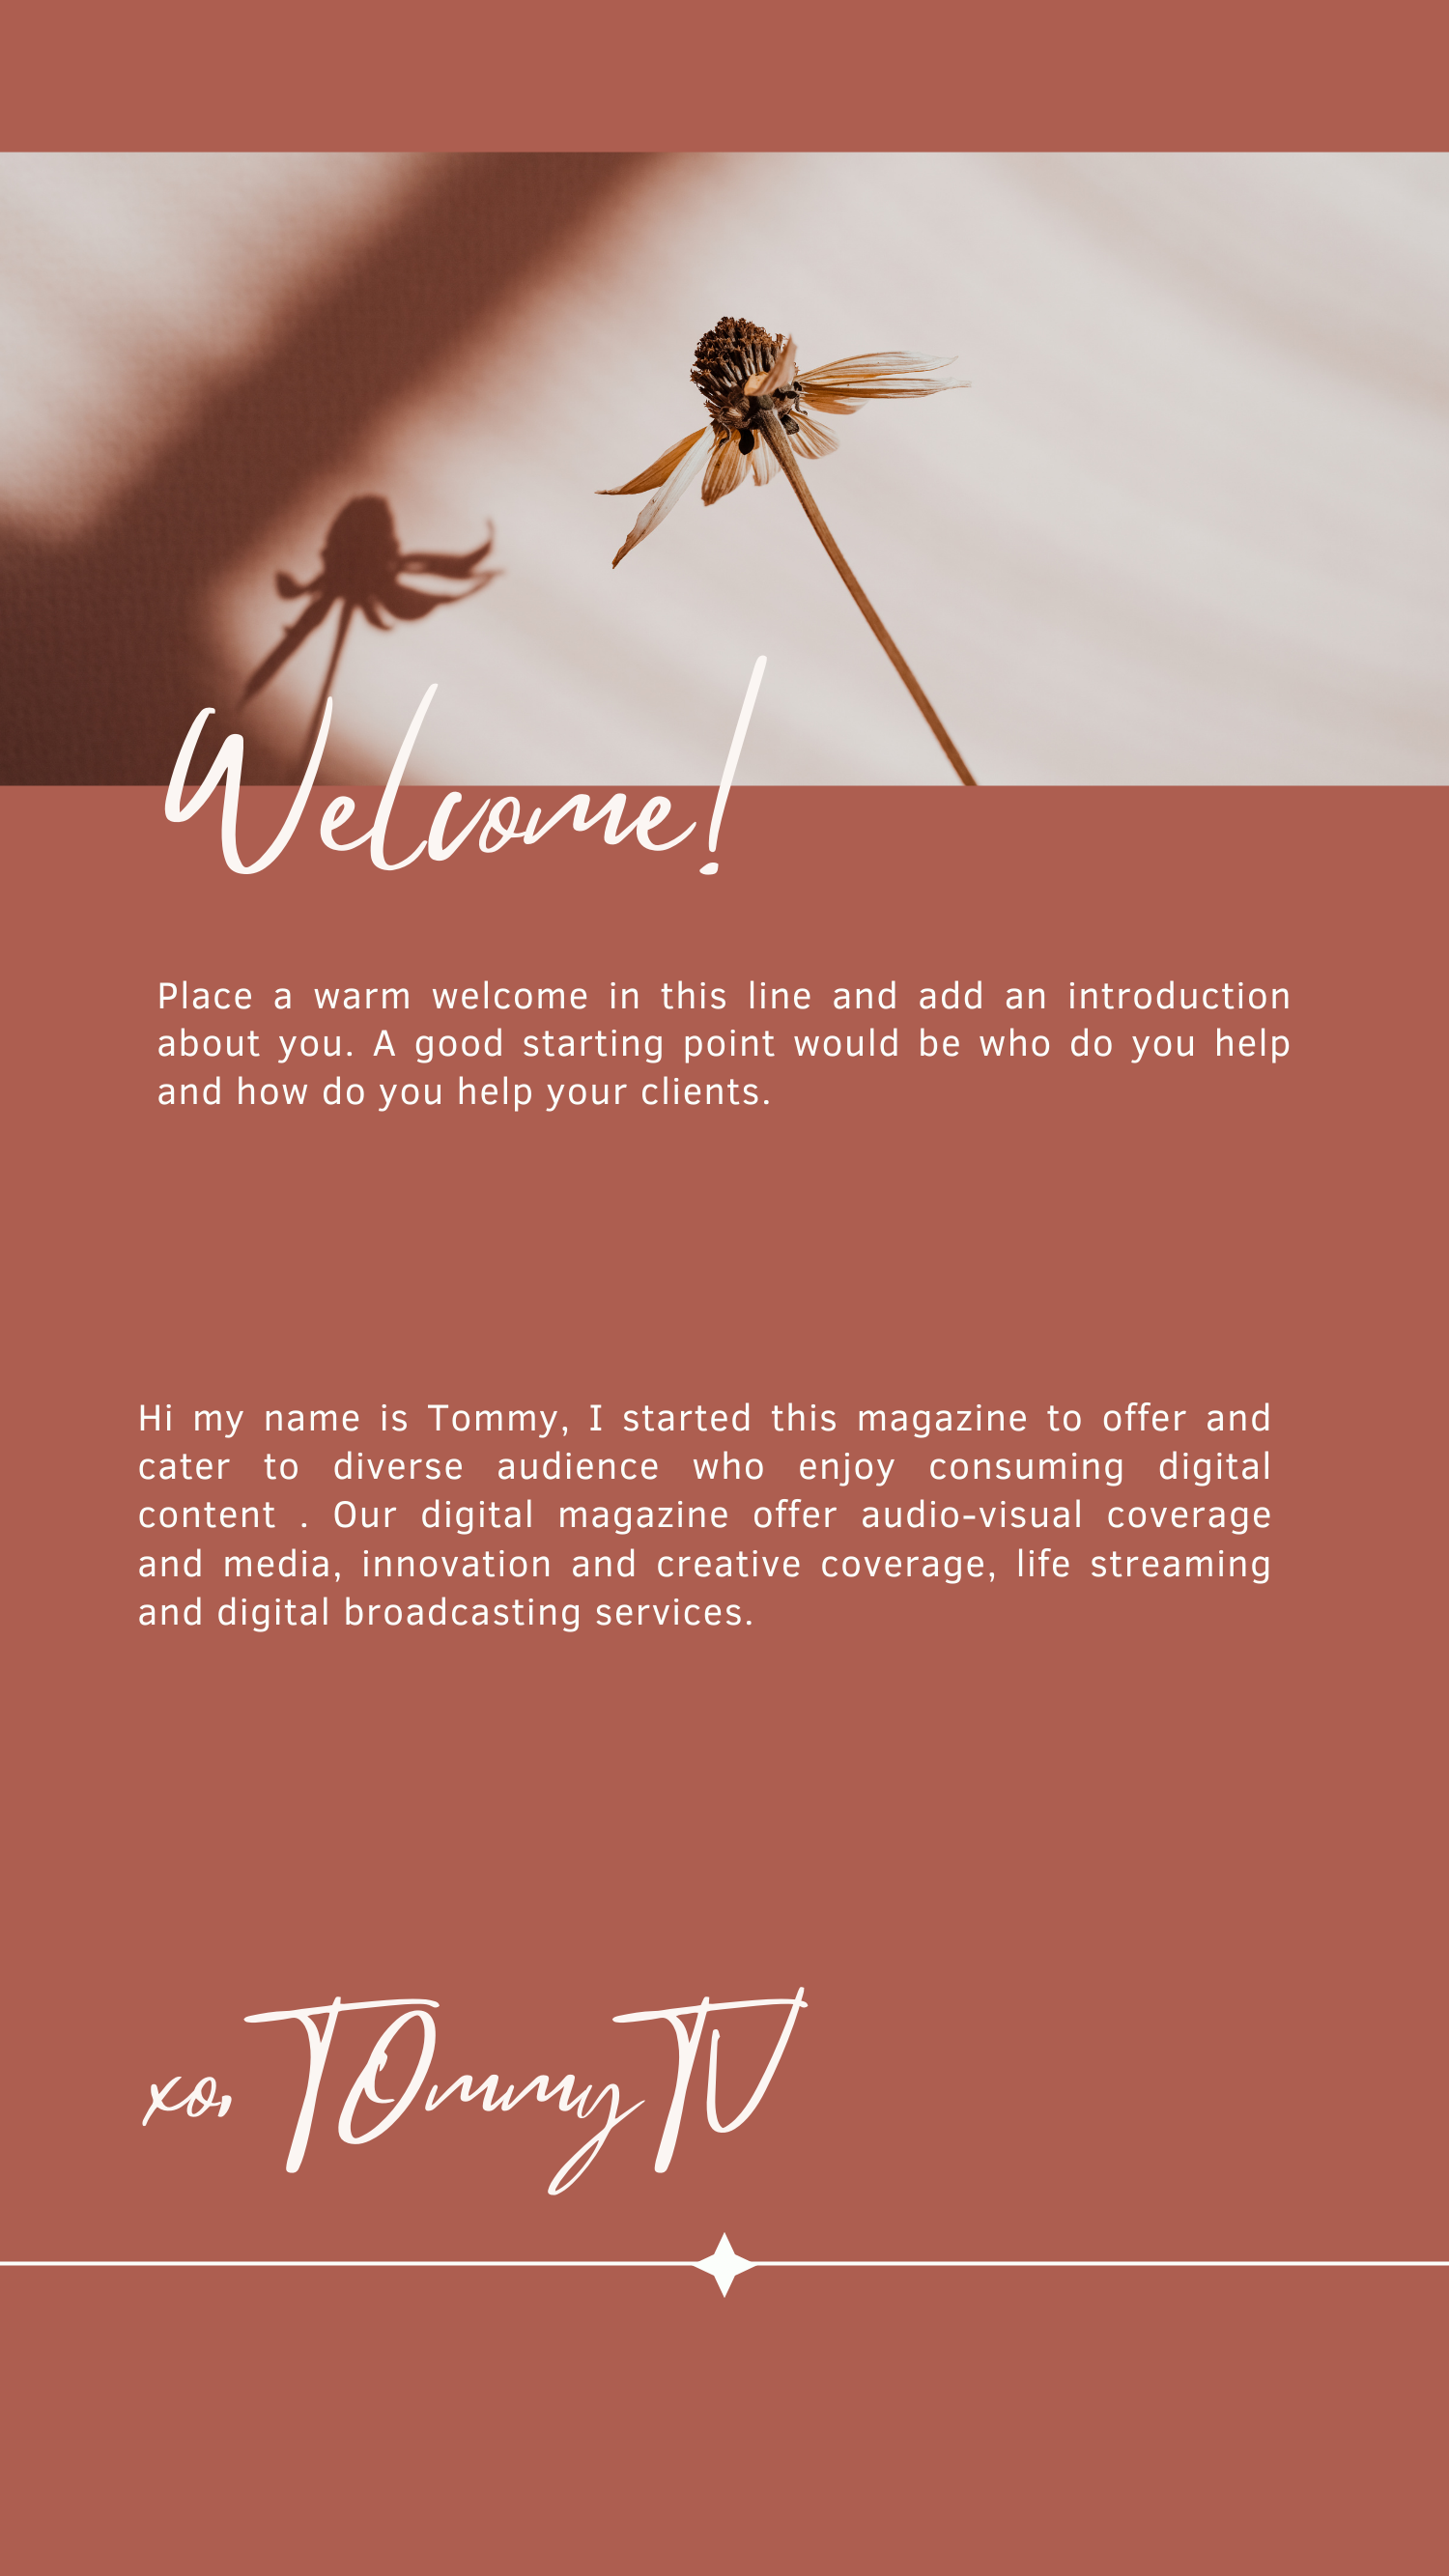 Welcome!
Place a warm welcome in this line and add an introduction
about you. A good starting point would be who do you help
and how do you help your clients.
Hi my name is Tommy, I started this magazine to offer and
cater to diverse audience who enjoy consuming digital
content . Our digital magazine offer audio-visual coverage
and media, innovation and creative coverage, life streaming
and digital broadcasting services.
xo, TOmmyTV